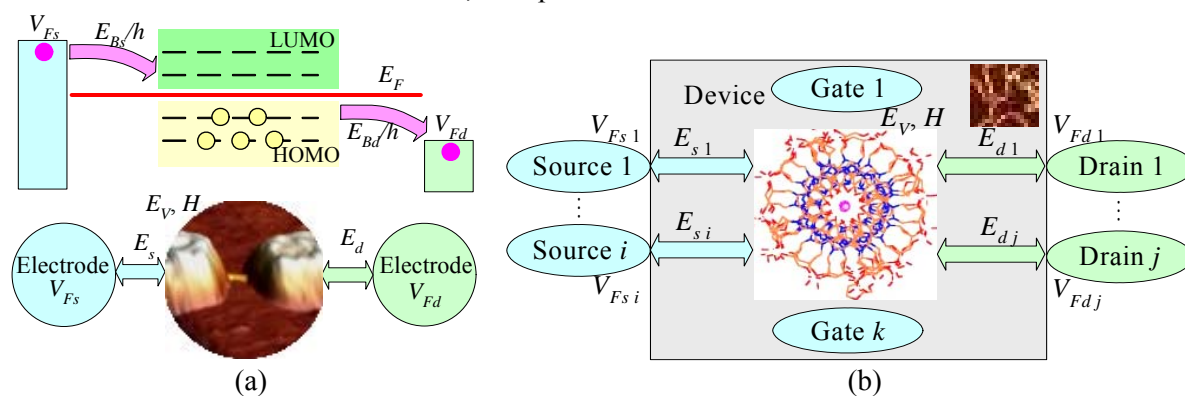 V_Fs
E_Bs/h
LUMO
E_F
HOMO
E_Bd/h
V_Fd
E_V, H
Electrode
V_Fs
E_s
E_d
Electrode
V_Fd
(a)
Device
Gate 1
E_V, H
V_Fs 1
Source 1
E_s 1
E_d 1
V_Fd 1
Drain 1
⋮
⋮
Source i
V_Fs i
E_s i
E_d j
Drain j
V_Fd j
Gate k
(b)